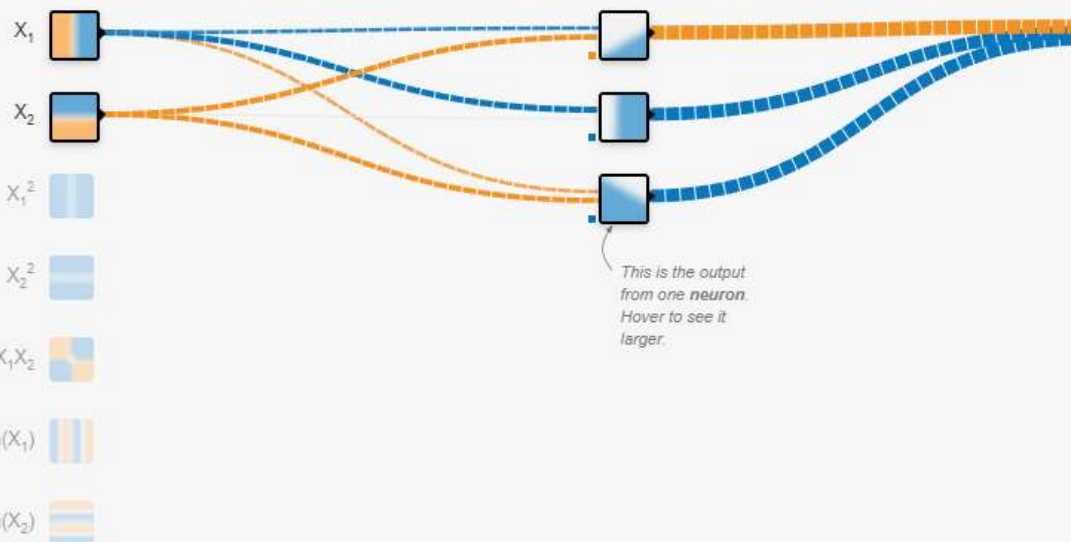 X₁
X₂
X₁²
X₂²
X₁X₂
(X₁)
(X₂)
This is the output
from one neuron.
Hover to see it
larger.